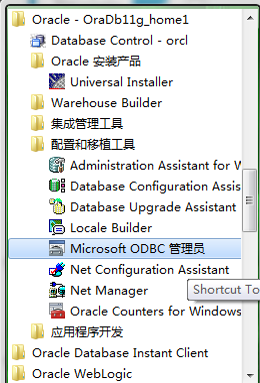 Oracle - OraDb11g_home1
Database Control - orcl
Oracle 安装产品
Universal Installer
Warehouse Builder
集成管理工具
配置和移植工具
Administration Assistant for W
Database Configuration Assis
Database Upgrade Assistant
Locale Builder
Microsoft ODBC 管理员
Net Configuration Assistant
Net Manager
Shortcut To
Oracle Counters for Windows
应用程序开发
Oracle Database Instant Client
Oracle WebLogic